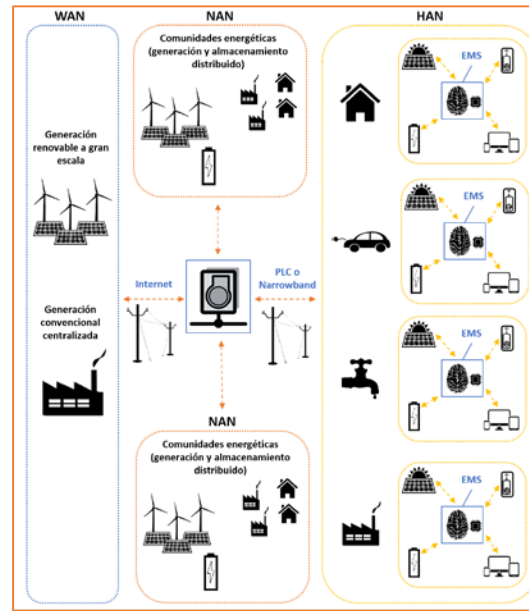 WAN
NAN
HAN
Comunidades energéticas
(generación y almacenamiento
distribuido)
Generación
renovable a gran
escala
Generación
convencional
centralizada
Internet
PLC o
Narrowband
NAN
Comunidades energéticas
(generación y almacenamiento
distribuido)
EMS
EMS
EMS
EMS